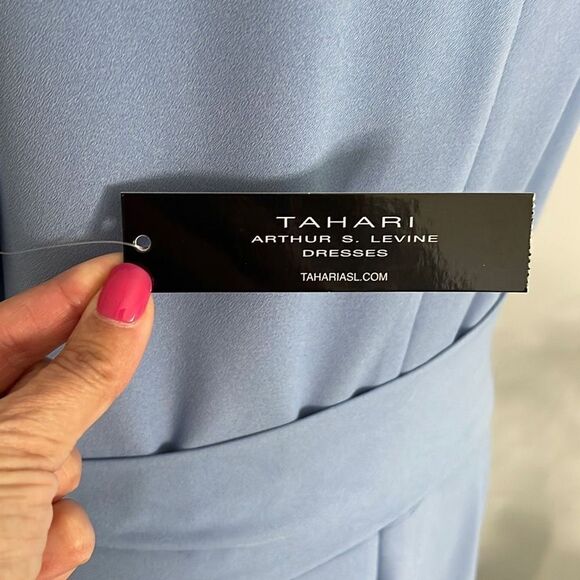 TAHARI
ARTHUR S. LEVINE
DRESSES
TAHARIASL.COM